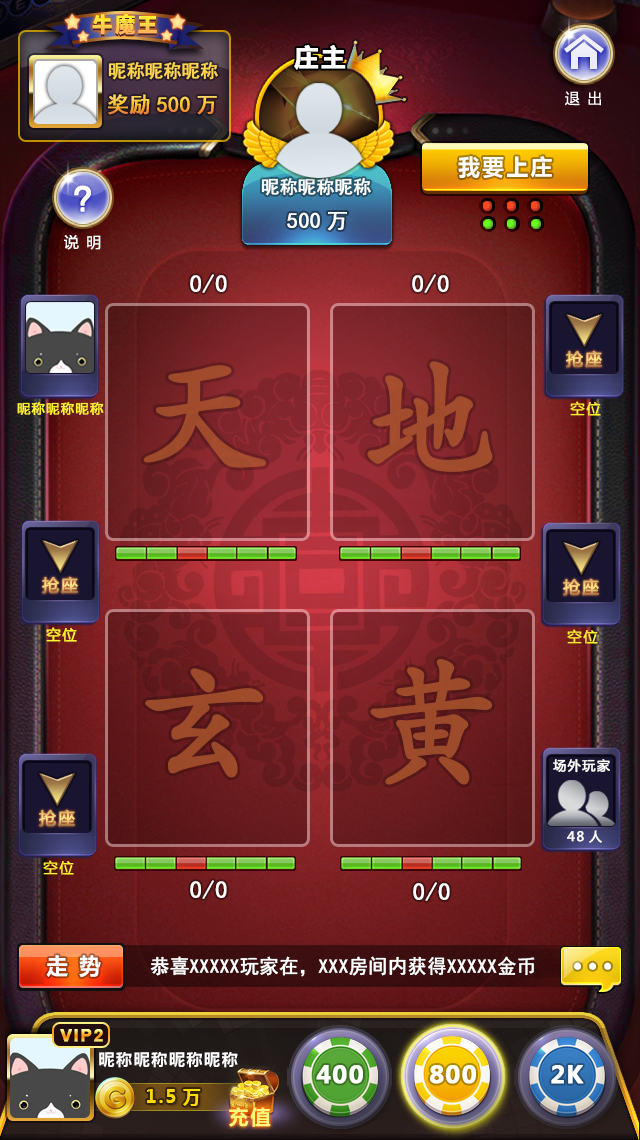 牛魔王
昵称昵称昵称
奖励 500 万
庄主
昵称昵称昵称
500 万
退 出
我要上庄
?
说 明
0/0
0/0
天
地
昵称昵称昵称
抢座
空位
抢座
空位
抢座
空位
玄
黄
抢座
空位
场外玩家
48 人
0/0
0/0
走 势
恭喜XXXXX玩家在，XXX房间内获得XXXXX金币
VIP2
昵称昵称昵称昵称
G
1.5 万
充值
400
800
2K